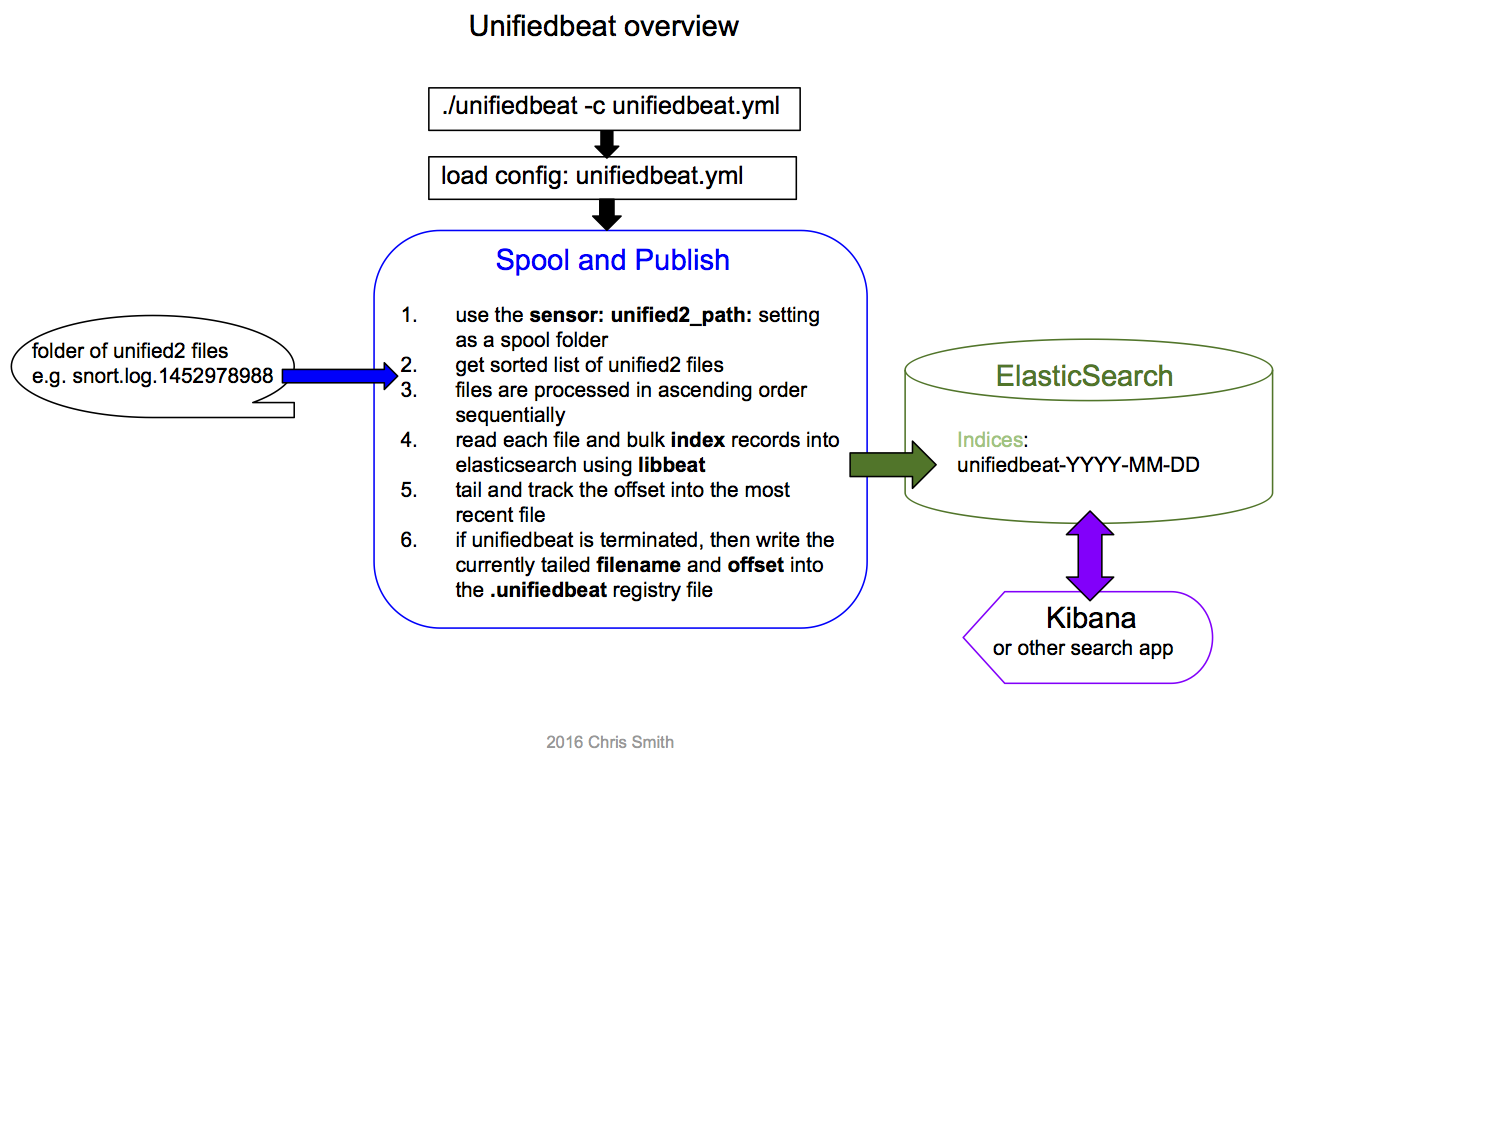 Unifiedbeat overview
./unifiedbeat -c unifiedbeat.yml
load config: unifiedbeat.yml
Spool and Publish
1. use the sensor: unified2_path: setting
as a spool folder
2. get sorted list of unified2 files
3. files are processed in ascending order
sequentially
4. read each file and bulk index records into
elasticsearch using libbeat
5. tail and track the offset into the most
recent file
6. if unifiedbeat is terminated, then write the
currently tailed filename and offset into
the .unifiedbeat registry file
folder of unified2 files
e.g. snort.log.1452978988
ElasticSearch
Indices:
unifiedbeat-YYYY-MM-DD
Kibana
or other search app
2016 Chris Smith